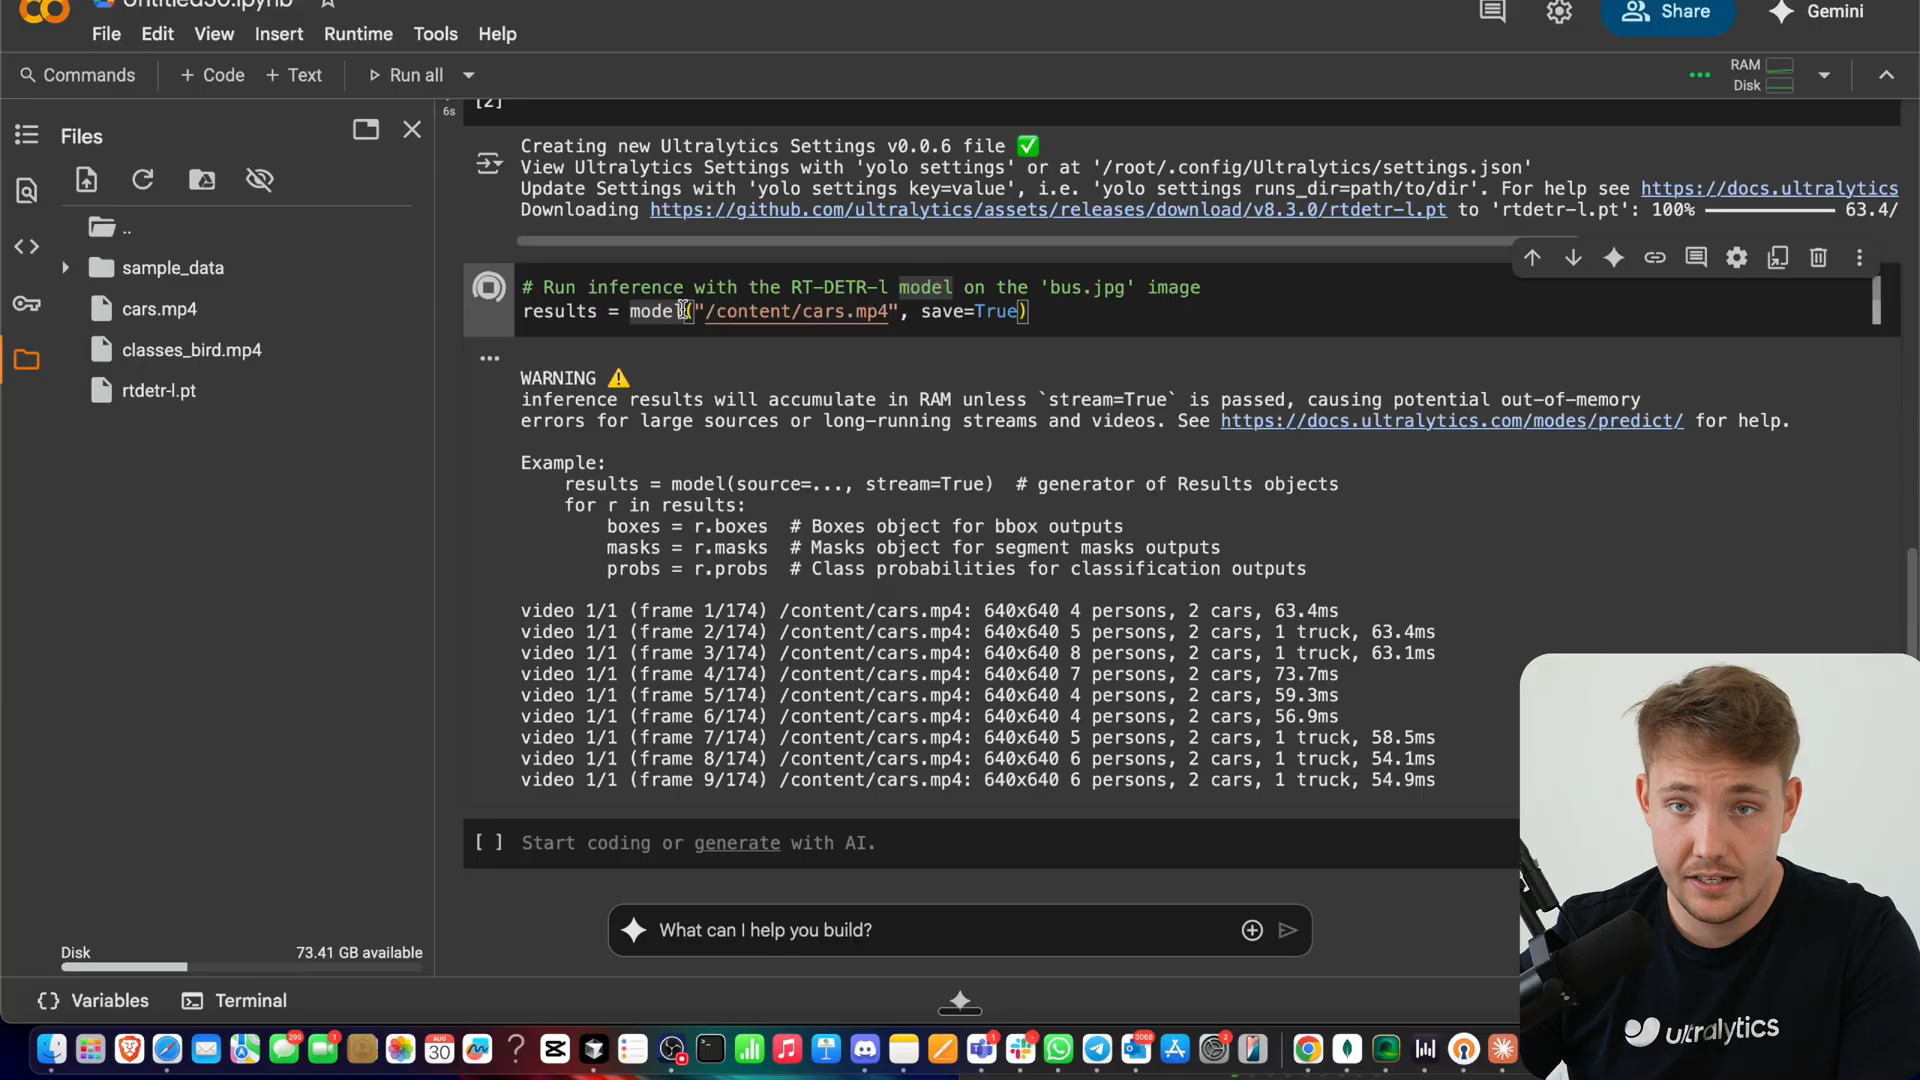 Untitled30.ipynb
Share
Gemini
File Edit View Insert Runtime Tools Help
Commands + Code + Text Run all
RAM
Disk
Files
..
sample_data
cars.mp4
classes_bird.mp4
rtdetr-l.pt
Disk 73.41 GB available
[2]
6s
Creating new Ultralytics Settings v0.0.6 file ✅
View Ultralytics Settings with 'yolo settings' or at '/root/.config/Ultralytics/settings.json'
Update Settings with 'yolo settings key=value', i.e. 'yolo settings runs_dir=path/to/dir'. For help see https://docs.ultralytics
Downloading https://github.com/ultralytics/assets/releases/download/v8.3.0/rtdetr-l.pt to 'rtdetr-l.pt': 100% 63.4/
# Run inference with the RT-DETR-l model on the 'bus.jpg' image
results = model("/content/cars.mp4", save=True)
WARNING ⚠️
inference results will accumulate in RAM unless `stream=True` is passed, causing potential out-of-memory
errors for large sources or long-running streams and videos. See https://docs.ultralytics.com/modes/predict/ for help.
Example:
results = model(source=..., stream=True) # generator of Results objects
for r in results:
boxes = r.boxes # Boxes object for bbox outputs
masks = r.masks # Masks object for segment masks outputs
probs = r.probs # Class probabilities for classification outputs
video 1/1 (frame 1/174) /content/cars.mp4: 640x640 4 persons, 2 cars, 63.4ms
video 1/1 (frame 2/174) /content/cars.mp4: 640x640 5 persons, 2 cars, 1 truck, 63.4ms
video 1/1 (frame 3/174) /content/cars.mp4: 640x640 8 persons, 2 cars, 1 truck, 63.1ms
video 1/1 (frame 4/174) /content/cars.mp4: 640x640 7 persons, 2 cars, 73.7ms
video 1/1 (frame 5/174) /content/cars.mp4: 640x640 4 persons, 2 cars, 59.3ms
video 1/1 (frame 6/174) /content/cars.mp4: 640x640 4 persons, 2 cars, 56.9ms
video 1/1 (frame 7/174) /content/cars.mp4: 640x640 5 persons, 2 cars, 1 truck, 58.5ms
video 1/1 (frame 8/174) /content/cars.mp4: 640x640 6 persons, 2 cars, 1 truck, 54.1ms
video 1/1 (frame 9/174) /content/cars.mp4: 640x640 6 persons, 2 cars, 1 truck, 54.9ms
[ ] Start coding or generate with AI.
What can I help you build?
Variables Terminal
ultralytics
295
1
AUG
30
1
3068
2